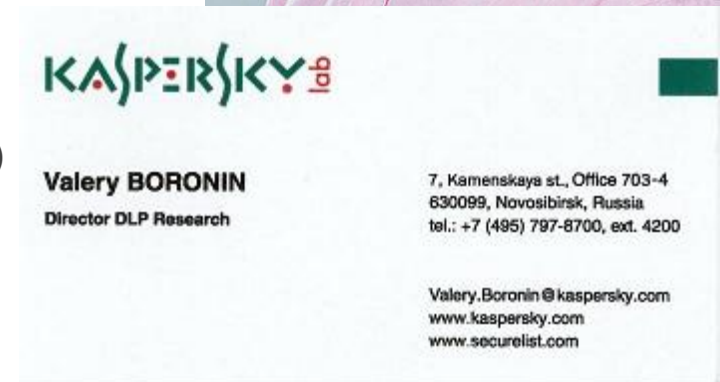 KASPERSKY lab
Valery BORONIN
Director DLP Research
7, Kamenskaya st., Office 703-4
630099, Novosibirsk, Russia
tel.: +7 (495) 797-8700, ext. 4200
Valery.Boronin@kaspersky.com
www.kaspersky.com
www.securelist.com